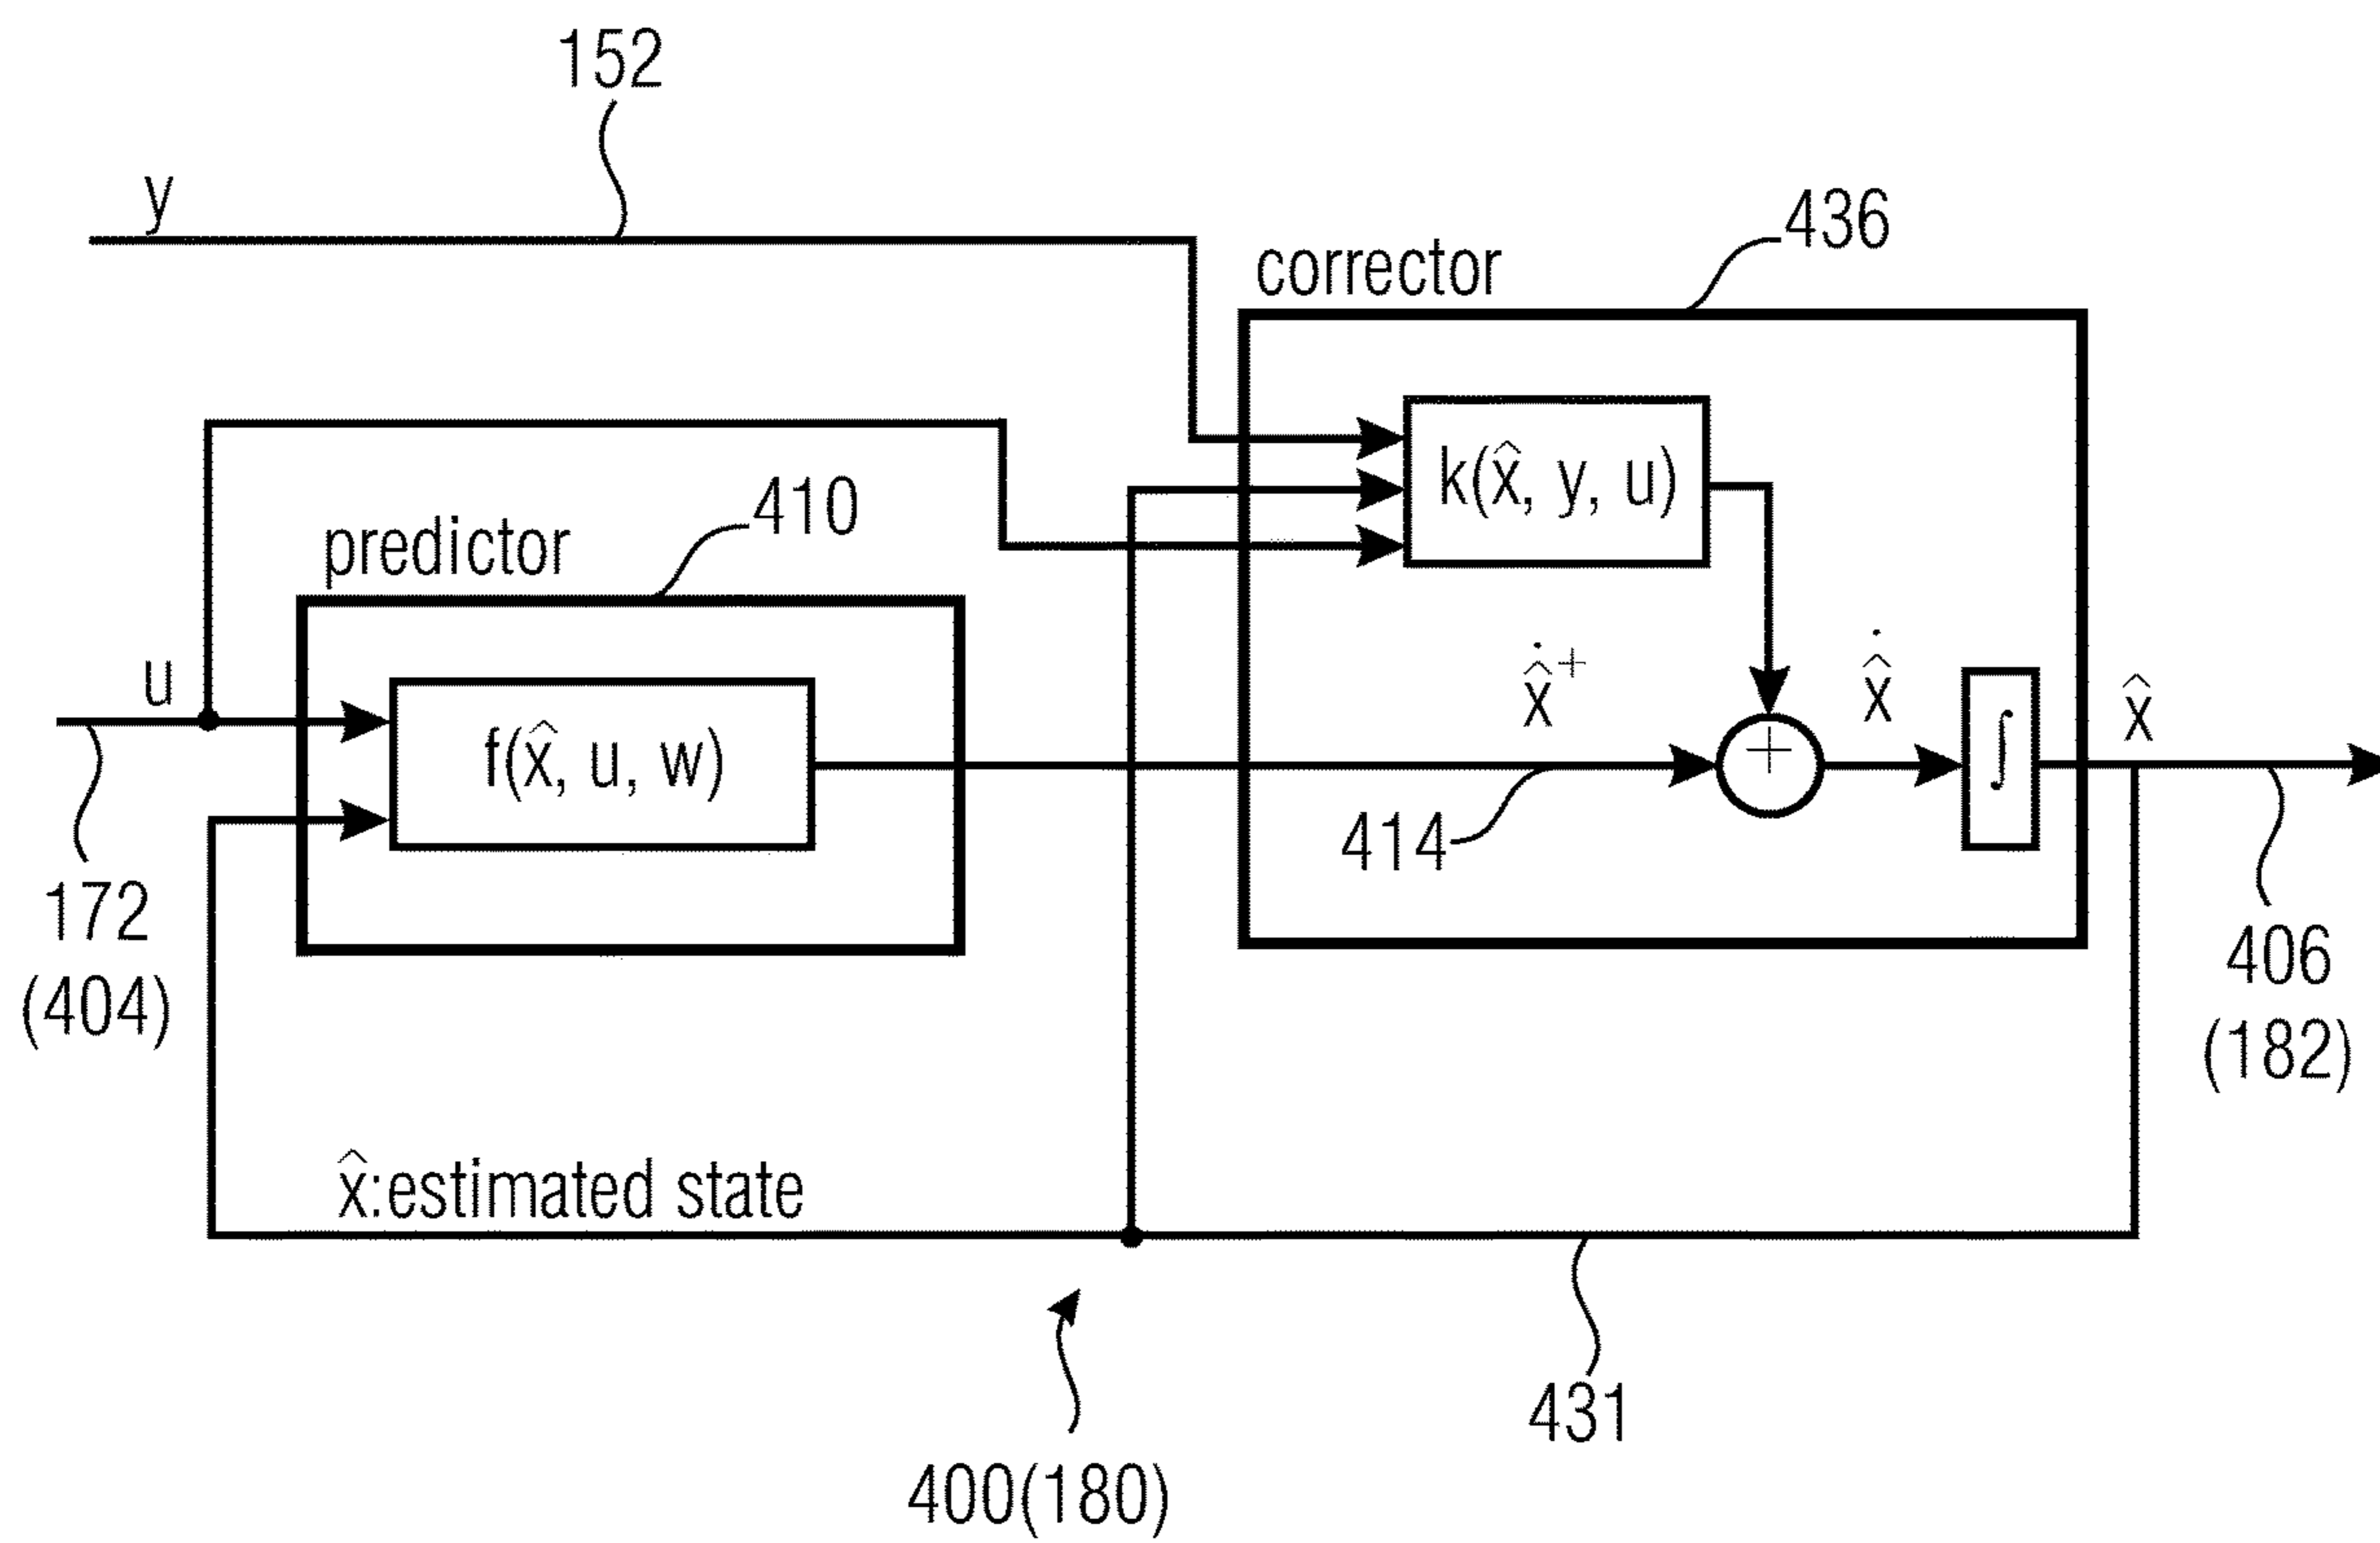 152
y
436
corrector
k(x̂, y, u)
410
predictor
u
f(x̂, u, w)
x̂̇⁺
+
x̂̇
∫
x̂
414
172
(404)
406
(182)
x̂:estimated state
431
400(180)